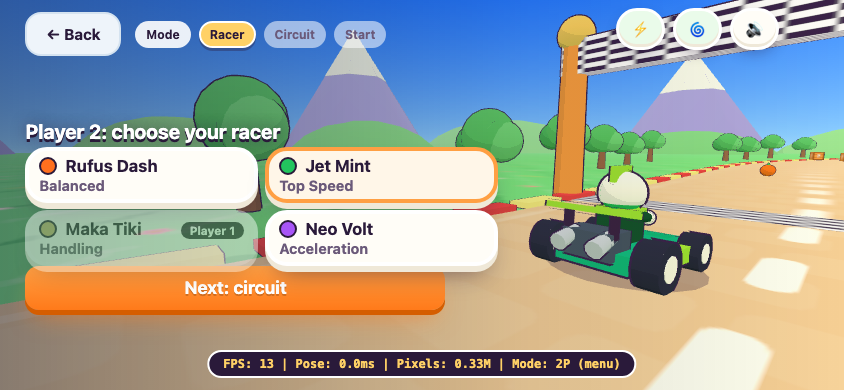 ← Back
Mode
Racer
Circuit
Start
Player 2: choose your racer
Rufus Dash
Balanced
Jet Mint
Top Speed
Maka Tiki
Player 1
Handling
Neo Volt
Acceleration
Next: circuit
FPS: 13 | Pose: 0.0ms | Pixels: 0.33M | Mode: 2P (menu)